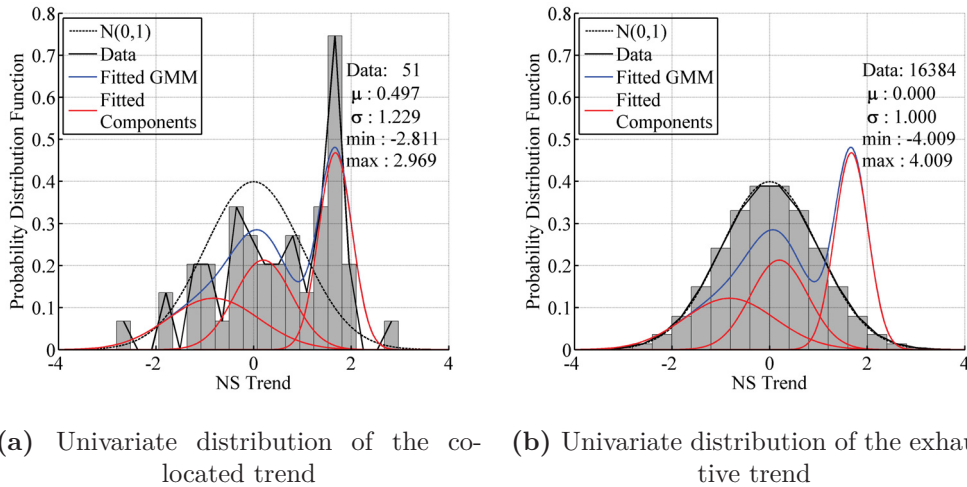 0.8
0.7
0.6
0.5
0.4
0.3
0.2
0.1
0
Probability Distribution Function
N(0,1)
Data
Fitted GMM
Fitted
Components
Data: 51
μ : 0.497
σ : 1.229
min : -2.811
max : 2.969
-4 -2 0 2 4
NS Trend
(a) Univariate distribution of the co-
located trend
0.8
0.7
0.6
0.5
0.4
0.3
0.2
0.1
0
Probability Distribution Function
N(0,1)
Data
Fitted GMM
Fitted
Components
Data: 16384
μ : 0.000
σ : 1.000
min : -4.009
max : 4.009
-4 -2 0 2 4
NS Trend
(b) Univariate distribution of the exhau
tive trend